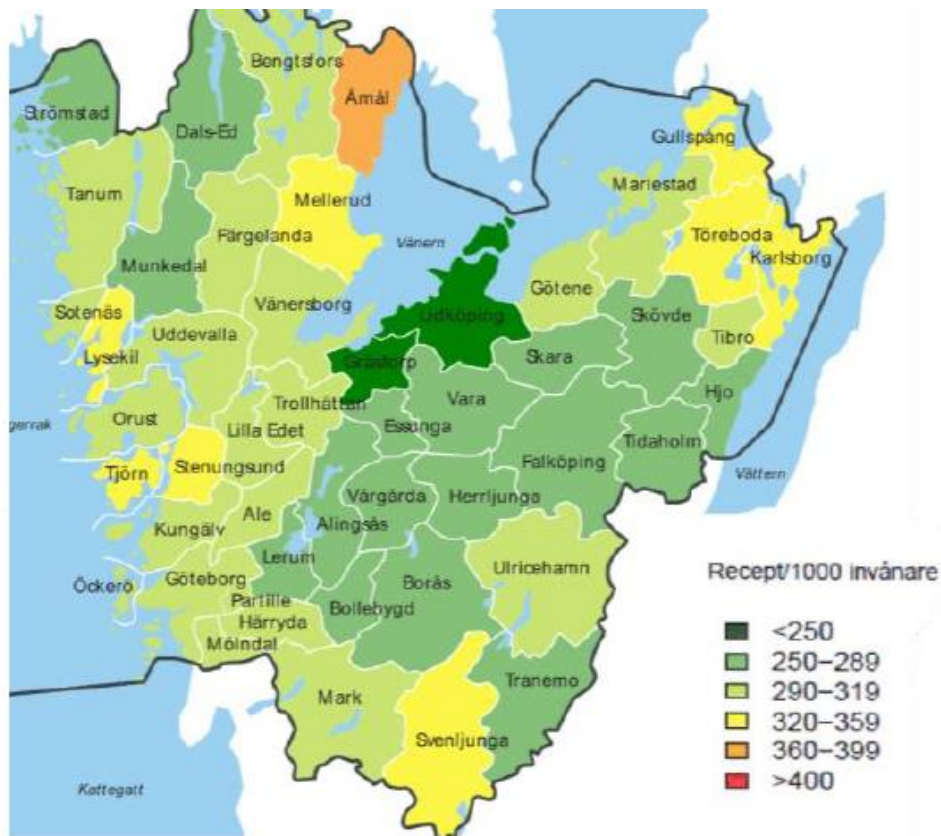 Bengtsfors
Åmål
Strömstad
Dals-Ed
Gullspång
Tanum
Mellerud
Mariestad
Färgelanda
Vänern
Töreboda
Munkedal
Karlsborg
Götene
Sotenäs
Vänersborg
Lidköping
Skövde
Uddevalla
Tibro
Lysekil
Grästorp
Skara
Hjo
Vara
Trollhättan
Orust
Essunga
gerrak
Lilla Edet
Tidaholm
Falköping
Tjörn
Stenungsund
Vättern
Vårgårda
Herrljunga
Ale
Kungälv
Alingsås
Lerum
Ulricehamn
Öckerö
Göteborg
Borås
Recept/1000 invånare
Partille
Bollebygd
Härryda
<250
Mölndal
250–289
Tranemo
290–319
Mark
320–359
Svenljunga
360–399
Kattegatt
>400